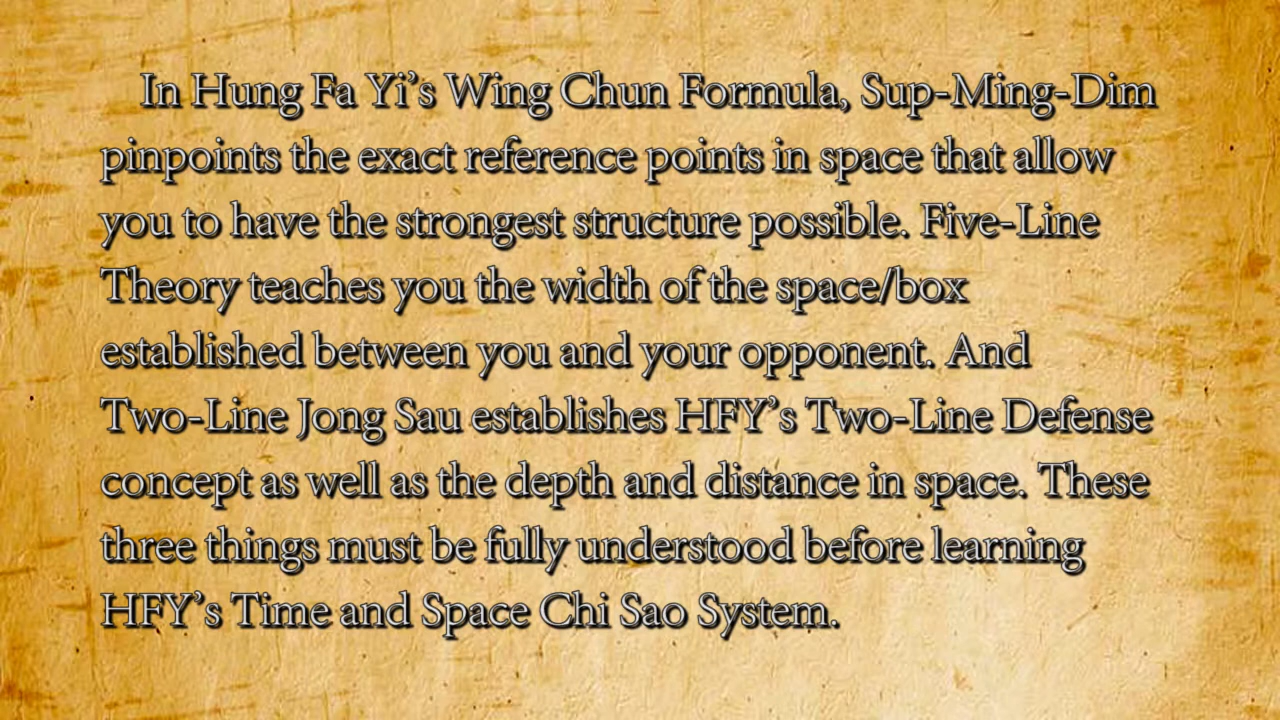 In Hung Fa Yi’s Wing Chun Formula, Sup-Ming-Dim
pinpoints the exact reference points in space that allow
you to have the strongest structure possible. Five-Line
Theory teaches you the width of the space/box
established between you and your opponent. And
Two-Line Jong Sau establishes HFY’s Two-Line Defense
concept as well as the depth and distance in space. These
three things must be fully understood before learning
HFY’s Time and Space Chi Sao System.